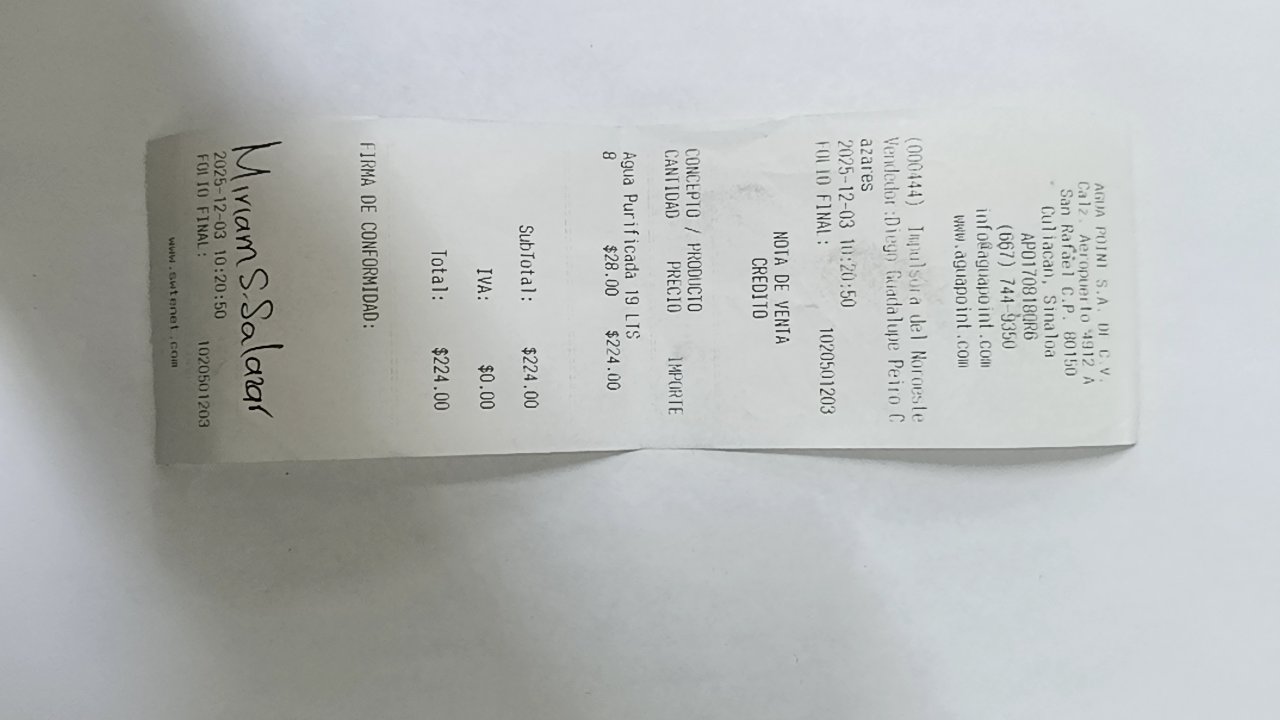 AGUA POINT S.A. DE C.V.
Calz. Aeropuerto 4912 A
San Rafael C.P. 80150
Culiacan, Sinaloa
APO170818QR6
(667) 744-9350
info@aguapoint.com
www.aguapoint.com
(000444) Impulsora del Noroeste
Vendedor:Diego Guadalupe Peiro C
azares
2025-12-03 10:20:50
FOLIO FINAL: 1020501203
NOTA DE VENTA
CREDITO
CONCEPTO / PRODUCTO
CANTIDAD PRECIO IMPORTE
Agua Purificada 19 LTS
8 $28.00 $224.00
SubTotal: $224.00
IVA: $0.00
Total: $224.00
FIRMA DE CONFORMIDAD:
Miriam S. Salazar
2025-12-03 10:20:50
FOLIO FINAL: 1020501203
www.ewtenet.com